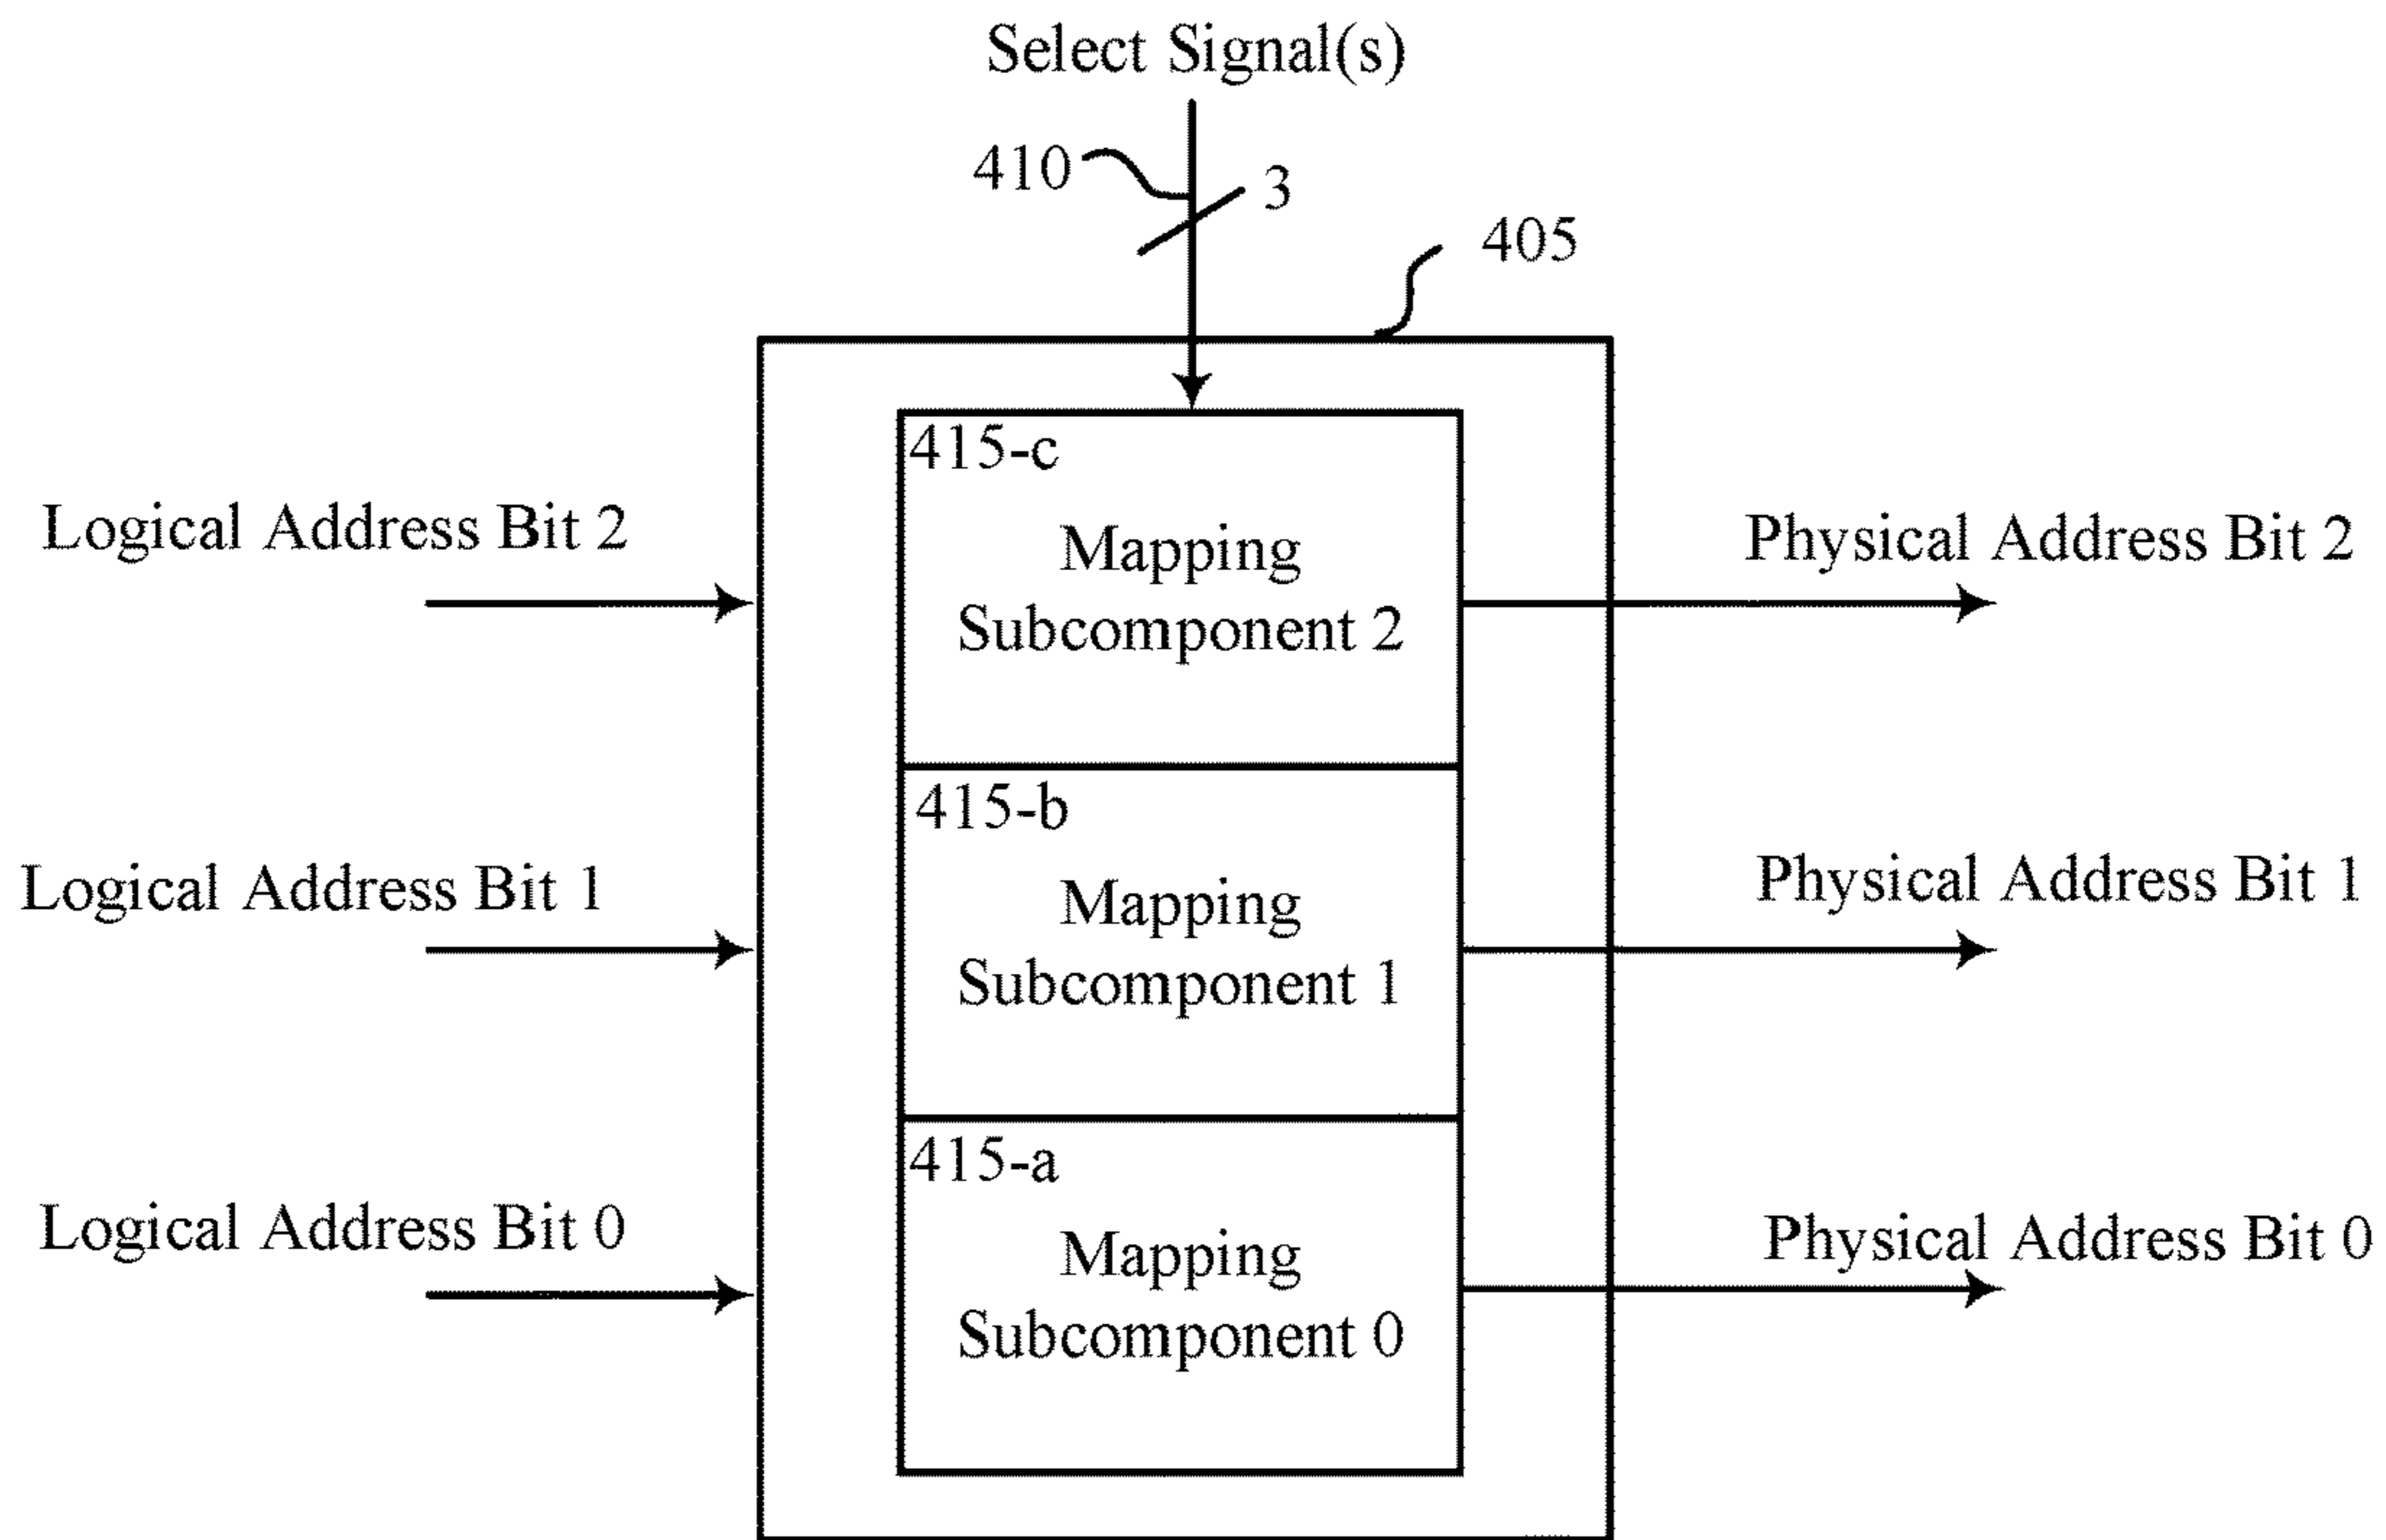 Select Signal(s)
410
3
405
415-c
Logical Address Bit 2
Mapping
Subcomponent 2
Physical Address Bit 2
415-b
Logical Address Bit 1
Mapping
Subcomponent 1
Physical Address Bit 1
415-a
Logical Address Bit 0
Mapping
Subcomponent 0
Physical Address Bit 0